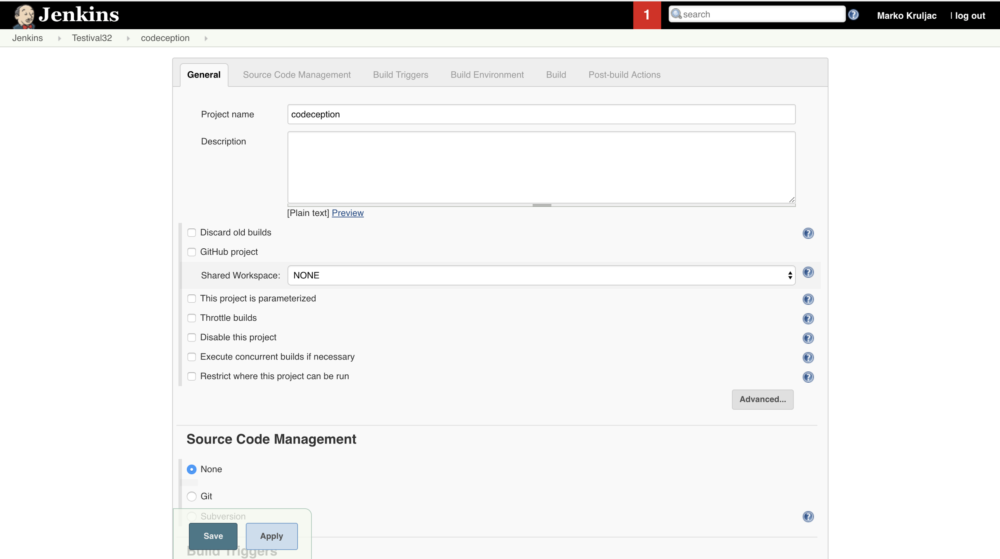 Jenkins
1
search
Marko Kruljac
| log out
Jenkins
Testival32
codeception
General
Source Code Management
Build Triggers
Build Environment
Build
Post-build Actions
Project name
codeception
Description
[Plain text] Preview
Discard old builds
GitHub project
Shared Workspace:
NONE
This project is parameterized
Throttle builds
Disable this project
Execute concurrent builds if necessary
Restrict where this project can be run
Advanced...
Source Code Management
None
Git
Subversion
Save
Apply
Build Triggers